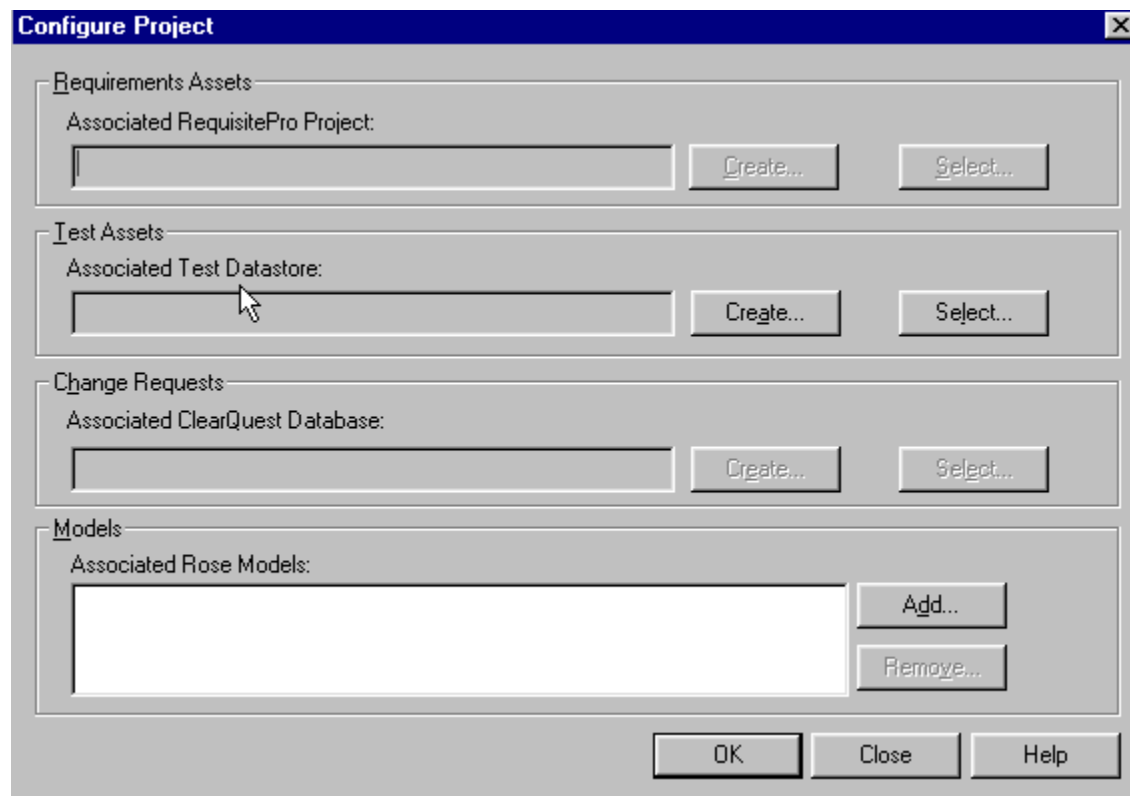 Configure Project
Requirements Assets
Associated RequisitePro Project:
Create... Select...
Test Assets
Associated Test Datastore:
Create... Select...
Change Requests
Associated ClearQuest Database:
Create... Select...
Models
Associated Rose Models:
Add...
Remove...
OK Close Help